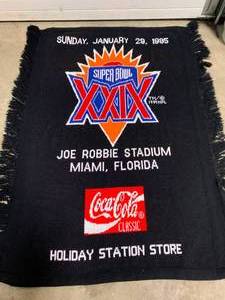 SUNDAY, JANUARY 29, 1995
SUPER BOWL
XXIX
JOE ROBBIE STADIUM
MIAMI, FLORIDA
Coca-Cola
CLASSIC
HOLIDAY STATION STORE